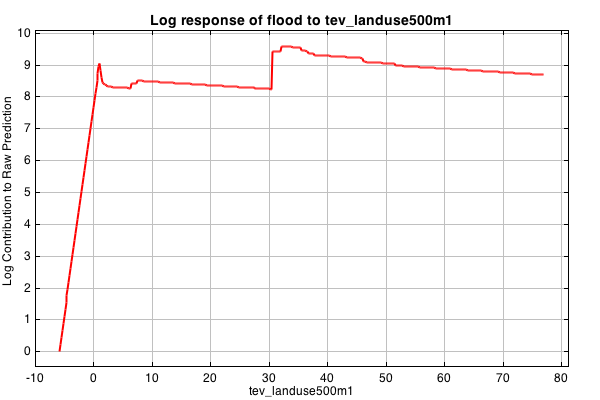 Log response of flood to tev_landuse500m1
Log Contribution to Raw Prediction
10
9
8
7
6
5
4
3
2
1
0
-10 0 10 20 30 40 50 60 70 80
tev_landuse500m1